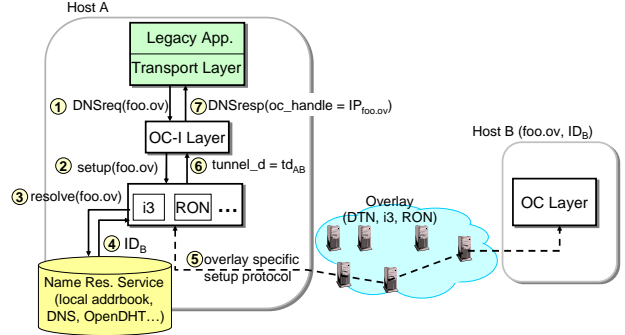 Host A
Legacy App.
Transport Layer
1 DNSreq(foo.ov)
7 DNSresp(oc_handle = IPfoo.ov)
OC-I Layer
2 setup(foo.ov)
6 tunnel_d = tdAB
3 resolve(foo.ov)
i3 RON ...
4 IDB
5 overlay specific
setup protocol
Name Res. Service
(local addrbook,
DNS, OpenDHT...)
Overlay
(DTN, i3, RON)
Host B (foo.ov, IDB)
OC Layer